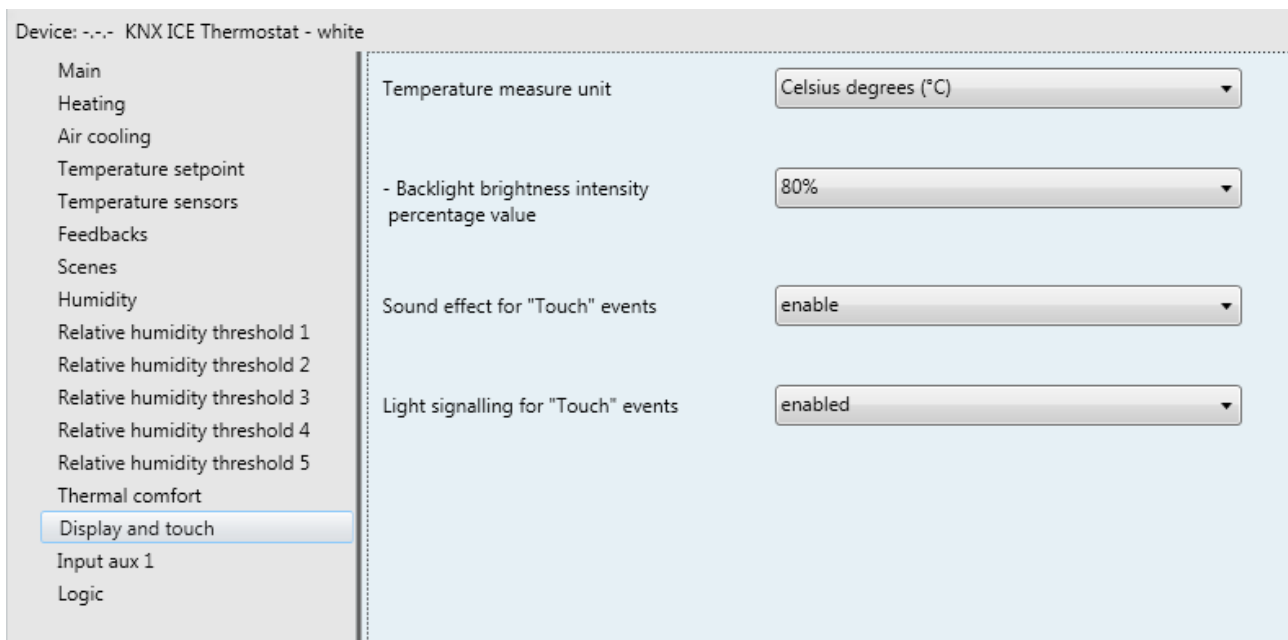 Device: -.-.- KNX ICE Thermostat - white
Main
Heating
Air cooling
Temperature setpoint
Temperature sensors
Feedbacks
Scenes
Humidity
Relative humidity threshold 1
Relative humidity threshold 2
Relative humidity threshold 3
Relative humidity threshold 4
Relative humidity threshold 5
Thermal comfort
Display and touch
Input aux 1
Logic
Temperature measure unit
Celsius degrees (°C)
- Backlight brightness intensity
percentage value
80%
Sound effect for "Touch" events
enable
Light signalling for "Touch" events
enabled